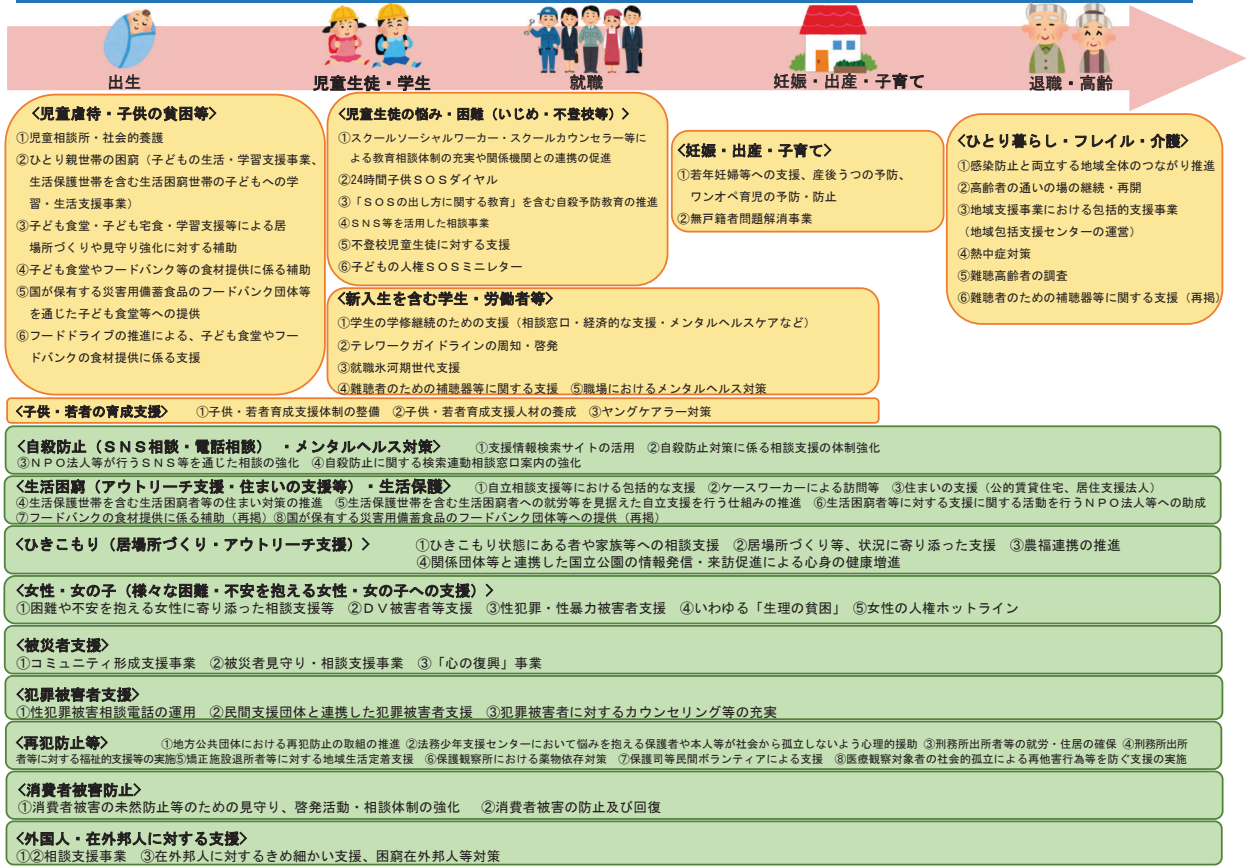 出生
児童生徒・学生
就職
妊娠・出産・子育て
退職・高齢
〈児童虐待・子供の貧困等〉
①児童相談所・社会的養護
②ひとり親世帯の困窮（子どもの生活・学習支援事業、
生活保護世帯を含む生活困窮世帯の子どもへの学
習・生活支援事業）
③子ども食堂・子ども宅食・学習支援等による居
場所づくりや見守り強化に対する補助
④子ども食堂やフードバンク等の食材提供に係る補助
⑤国が保有する災害用備蓄食品のフードバンク団体等
を通じた子ども食堂等への提供
⑥フードドライブの推進による、子ども食堂やフー
ドバンクの食材提供に係る支援
〈児童生徒の悩み・困難（いじめ・不登校等）〉
①スクールソーシャルワーカー・スクールカウンセラー等に
よる教育相談体制の充実や関係機関との連携の促進
②24時間子供ＳＯＳダイヤル
③「ＳＯＳの出し方に関する教育」を含む自殺予防教育の推進
④ＳＮＳ等を活用した相談事業
⑤不登校児童生徒に対する支援
⑥子どもの人権ＳＯＳミニレター
〈新入生を含む学生・労働者等〉
①学生の学修継続のための支援（相談窓口・経済的な支援・メンタルヘルスケアなど）
②テレワークガイドラインの周知・啓発
③就職氷河期世代支援
④難聴者のための補聴器等に関する支援　⑤職場におけるメンタルヘルス対策
〈妊娠・出産・子育て〉
①若年妊婦等への支援、産後うつの予防、
ワンオペ育児の予防・防止
②無戸籍者問題解消事業
〈ひとり暮らし・フレイル・介護〉
①感染防止と両立する地域全体のつながり推進
②高齢者の通いの場の継続・再開
③地域支援事業における包括的支援事業
（地域包括支援センターの運営）
④熱中症対策
⑤難聴高齢者の調査
⑥難聴者のための補聴器等に関する支援（再掲）
〈子供・若者の育成支援〉　①子供・若者育成支援体制の整備　②子供・若者育成支援人材の養成　③ヤングケアラー対策
〈自殺防止（ＳＮＳ相談・電話相談）・メンタルヘルス対策〉　①支援情報検索サイトの活用　②自殺防止対策に係る相談支援の体制強化
③ＮＰＯ法人等が行うＳＮＳ等を通じた相談の強化　④自殺防止に関する検索連動相談窓口案内の強化
〈生活困窮（アウトリーチ支援・住まいの支援等）・生活保護〉　①自立相談支援等における包括的な支援　②ケースワーカーによる訪問等　③住まいの支援（公的賃貸住宅、居住支援法人）
④生活保護世帯を含む生活困窮者等の住まい対策の推進　⑤生活保護世帯を含む生活困窮者への就労等を見据えた自立支援を行う仕組みの推進　⑥生活困窮者等に対する支援に関する活動を行うＮＰＯ法人等への助成
⑦フードバンクの食材提供に係る補助（再掲）⑧国が保有する災害用備蓄食品のフードバンク団体等への提供（再掲）
〈ひきこもり（居場所づくり・アウトリーチ支援）〉　①ひきこもり状態にある者や家族等への相談支援　②居場所づくり等、状況に寄り添った支援　③農福連携の推進
④関係団体等と連携した国立公園の情報発信・来訪促進による心身の健康増進
〈女性・女の子（様々な困難・不安を抱える女性・女の子への支援）〉
①困難や不安を抱える女性に寄り添った相談支援等　②ＤＶ被害者等支援　③性犯罪・性暴力被害者支援　④いわゆる「生理の貧困」　⑤女性の人権ホットライン
〈被災者支援〉
①コミュニティ形成支援事業　②被災者見守り・相談支援事業　③「心の復興」事業
〈犯罪被害者支援〉
①性犯罪被害相談電話の運用　②民間支援団体と連携した犯罪被害者支援　③犯罪被害者に対するカウンセリング等の充実
〈再犯防止等〉　①地方公共団体における再犯防止の取組の推進　②法務少年支援センターにおいて悩みを抱える保護者や本人等が社会から孤立しないよう心理的援助　③刑務所出所者等の就労・住居の確保　④刑務所出所
者等に対する福祉的支援等の実施⑤矯正施設退所者等に対する地域生活定着支援　⑥保護観察所における薬物依存対策　⑦保護司等民間ボランティアによる支援　⑧医療観察対象者の社会的孤立による再他害行為等を防ぐ支援の実施
〈消費者被害防止〉
①消費者被害の未然防止等のための見守り、啓発活動・相談体制の強化　②消費者被害の防止及び回復
〈外国人・在外邦人に対する支援〉
①②相談支援事業　③在外邦人に対するきめ細かい支援、困窮在外邦人等対策